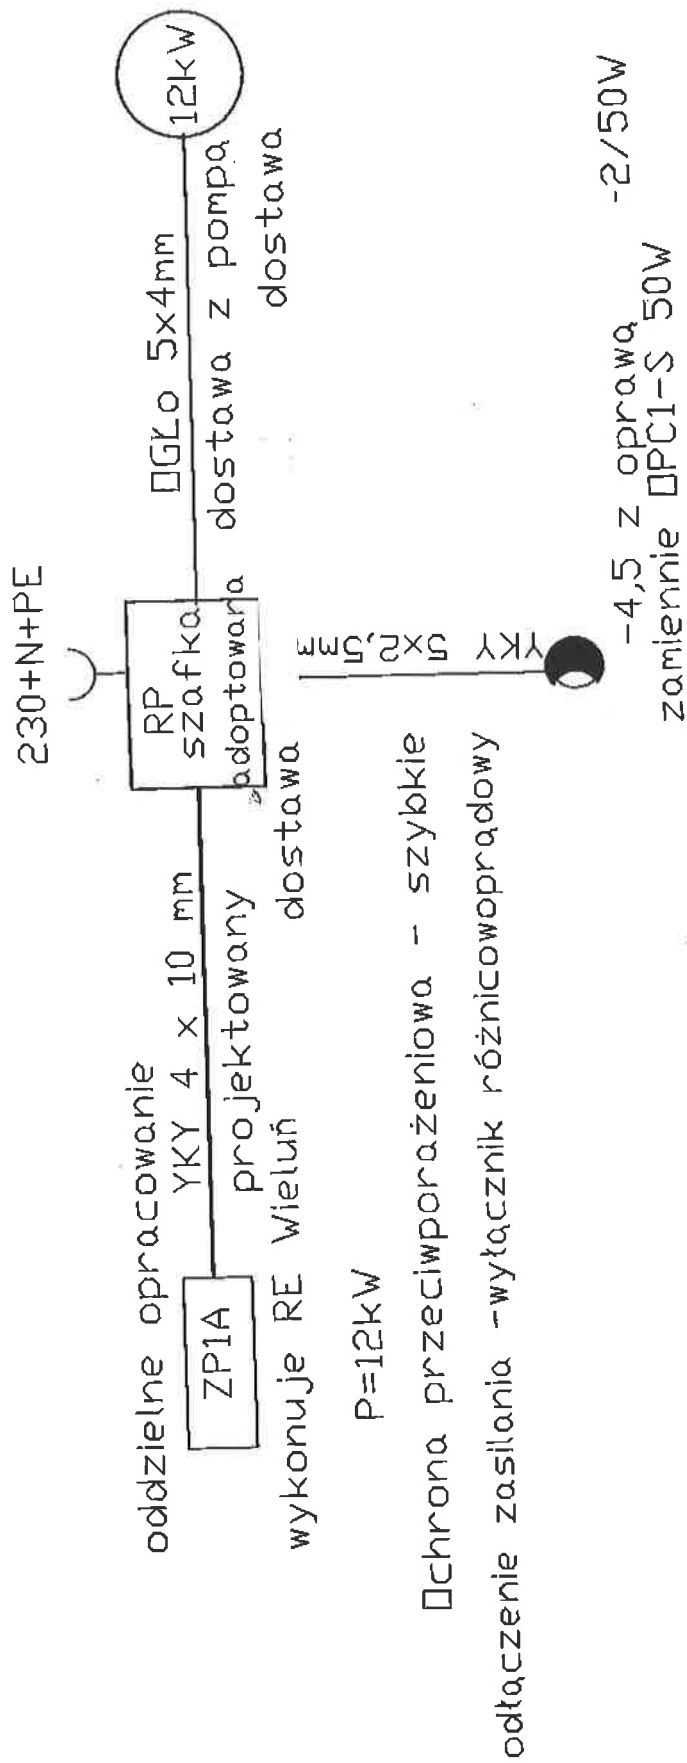 230+N+PE
oddzielne opracowanie
YKY 4 x 10 mm
projektowany
ZP1A
wykonuje RE Wieluń
RP
szafka
adoptowara
dostawa
OGŁo 5x4mm
dostawa z pompą
dostawa
12kW
YKY 5x2,5mm
P=12kW
Ochrona przeciwporażeniowa - szybkie
odłączenie zasilania -wyłącznik różnicowoprądowy
-4,5 z oprawą -2/50W
zamiennie OPC1-S 50W